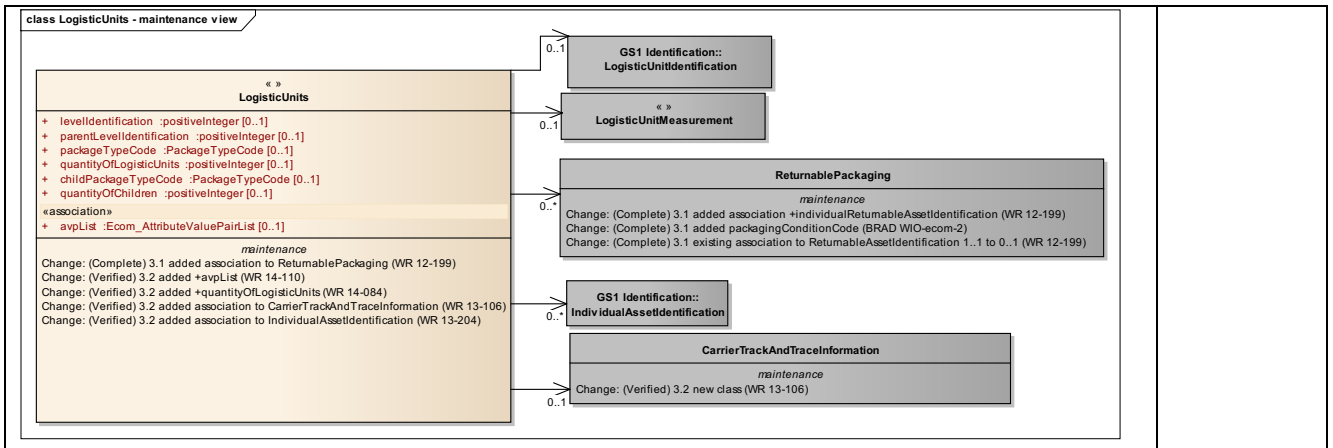 class LogisticUnits - maintenance view
« »
LogisticUnits
+ levelIdentification :positiveInteger [0..1]
+ parentLevelIdentification :positiveInteger [0..1]
+ packageTypeCode :PackageTypeCode [0..1]
+ quantityOfLogisticUnits :positiveInteger [0..1]
+ childPackageTypeCode :PackageTypeCode [0..1]
+ quantityOfChildren :positiveInteger [0..1]
«association»
+ avpList :Ecom_AttributeValuePairList [0..1]
maintenance
Change: (Complete) 3.1 added association to ReturnablePackaging (WR 12-199)
Change: (Verified) 3.2 added +avpList (WR 14-110)
Change: (Verified) 3.2 added +quantityOfLogisticUnits (WR 14-084)
Change: (Verified) 3.2 added association to CarrierTrackAndTraceInformation (WR 13-106)
Change: (Verified) 3.2 added association to IndividualAssetIdentification (WR 13-204)
0..1
GS1 Identification::
LogisticUnitIdentification
0..1
« »
LogisticUnitMeasurement
0..*
ReturnablePackaging
maintenance
Change: (Complete) 3.1 added association +individualReturnableAssetIdentification (WR 12-199)
Change: (Complete) 3.1 added packagingConditionCode (BRAD WIO-ecom-2)
Change: (Complete) 3.1 existing association to ReturnableAssetIdentification 1..1 to 0..1 (WR 12-199)
0..*
GS1 Identification::
IndividualAssetIdentification
0..1
CarrierTrackAndTraceInformation
maintenance
Change: (Verified) 3.2 new class (WR 13-106)